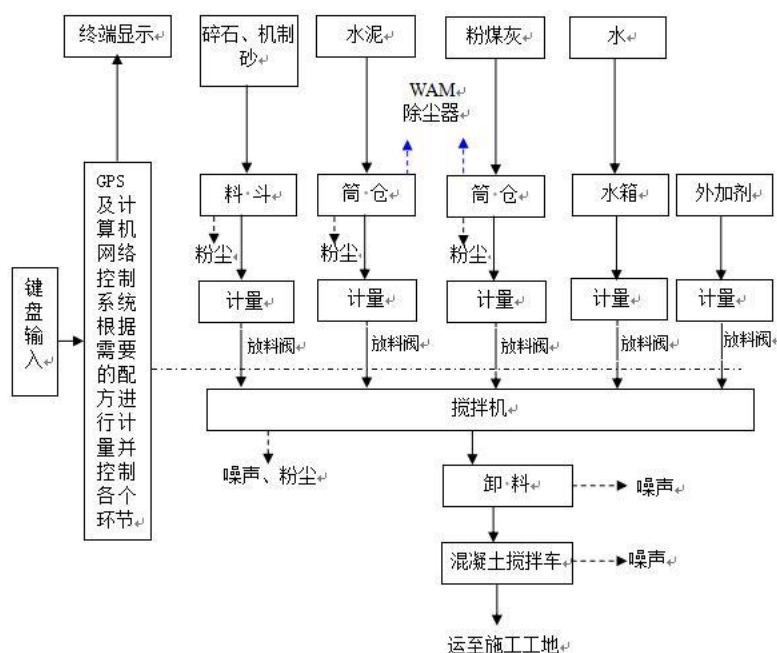 终端显示
碎石、机制
砂
水泥
粉煤灰
水
WAM
除尘器
GPS
及计
算机
网络
控制
系统
根据
需要
的配
方进
行计
量并
控制
各个
环节
键
盘
输
入
料·斗
筒·仓
筒·仓
水箱
外加剂
粉尘
粉尘
粉尘
计量
计量
计量
计量
计量
放料阀
放料阀
放料阀
放料阀
放料阀
搅拌机
噪声、粉尘
卸·料
噪声
混凝土搅拌车
噪声
运至施工工地